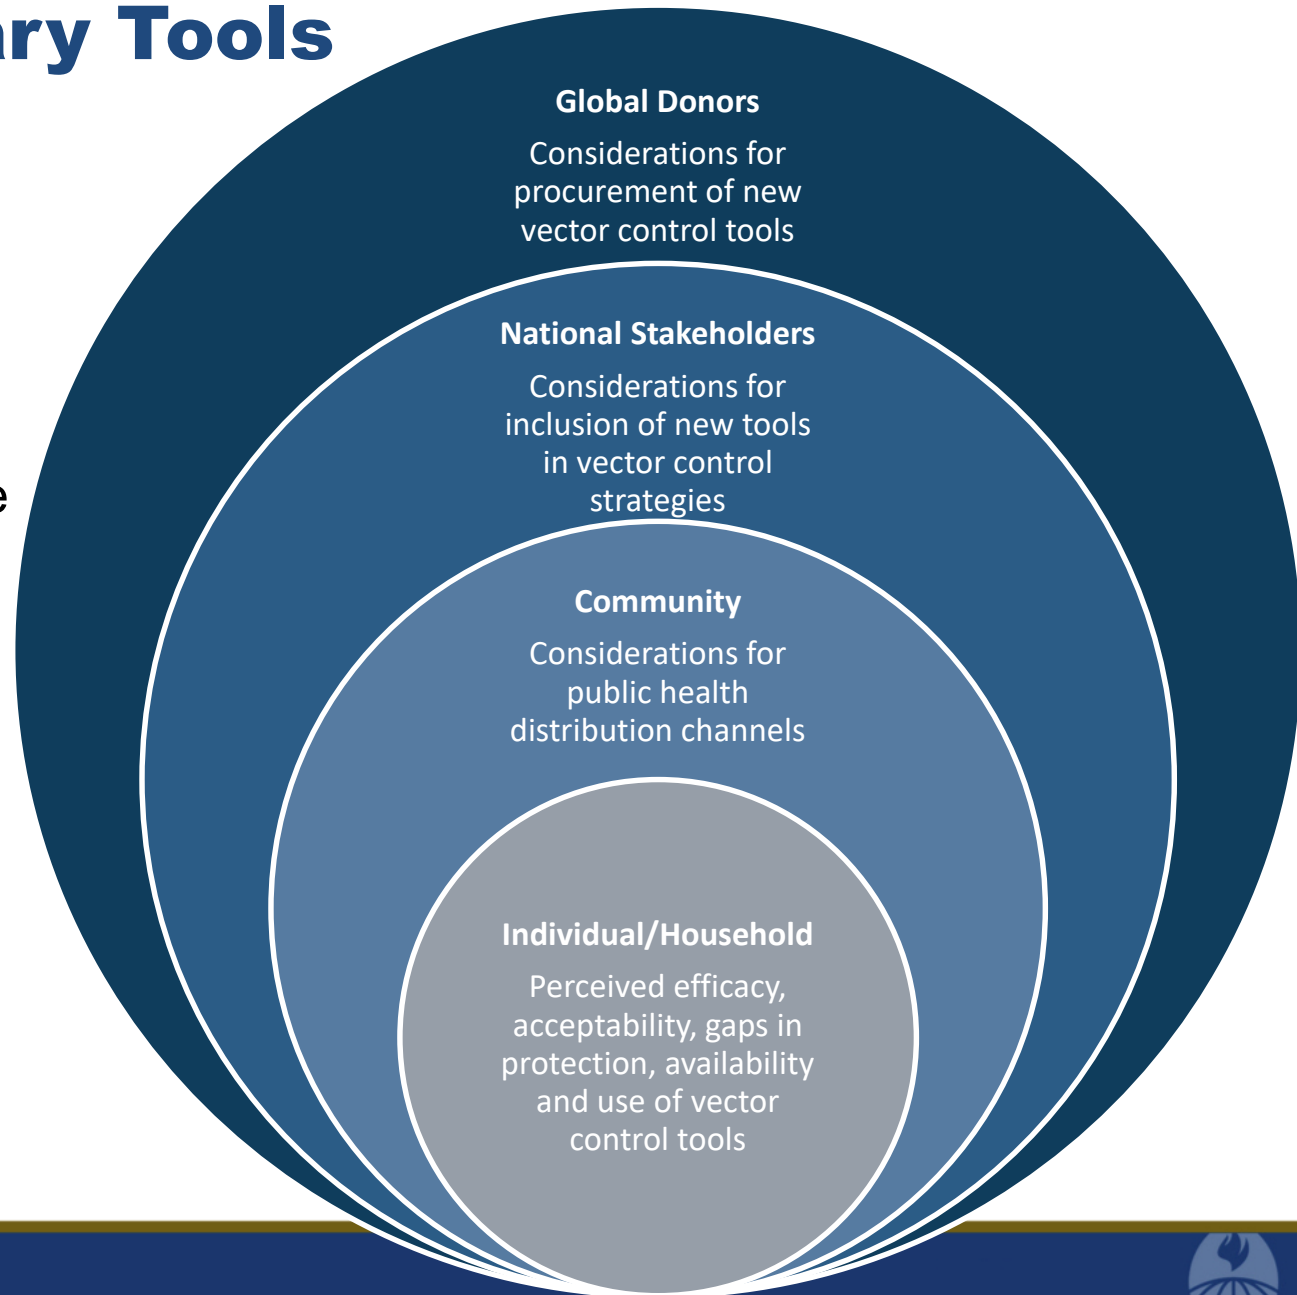 ary Tools
Global Donors
Considerations for
procurement of new
vector control tools
National Stakeholders
Considerations for
inclusion of new tools
in vector control
strategies
e
Community
Considerations for
public health
distribution channels
Individual/Household
Perceived efficacy,
acceptability, gaps in
protection, availability
and use of vector
control tools